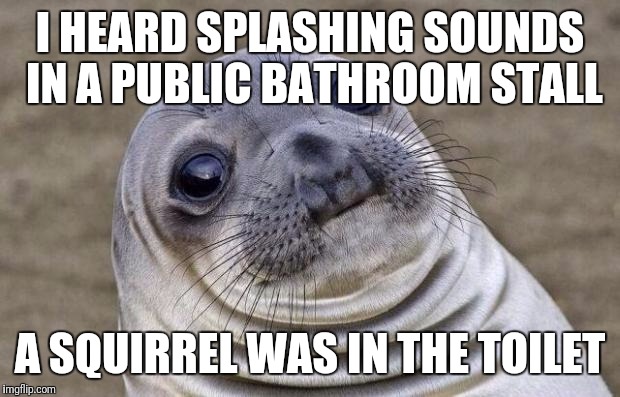 I HEARD SPLASHING SOUNDS
IN A PUBLIC BATHROOM STALL
A SQUIRREL WAS IN THE TOILET
imgflip.com